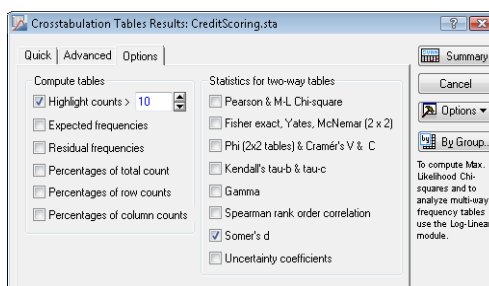 Crosstabulation Tables Results: CreditScoring.sta
Quick
Advanced
Options
Compute tables
Highlight counts > 10
Expected frequencies
Residual frequencies
Percentages of total count
Percentages of row counts
Percentages of column counts
Statistics for two-way tables
Pearson & M-L Chi-square
Fisher exact, Yates, McNemar (2 x 2)
Phi (2x2 tables) & Cramér's V & C
Kendall's tau-b & tau-c
Gamma
Spearman rank order correlation
Somer's d
Uncertainty coefficients
Summary
Cancel
Options
By Group..
To compute Max.
Likelihood Chi-
squares and to
analyze multi-way
frequency tables
use the Log-Linea
module.